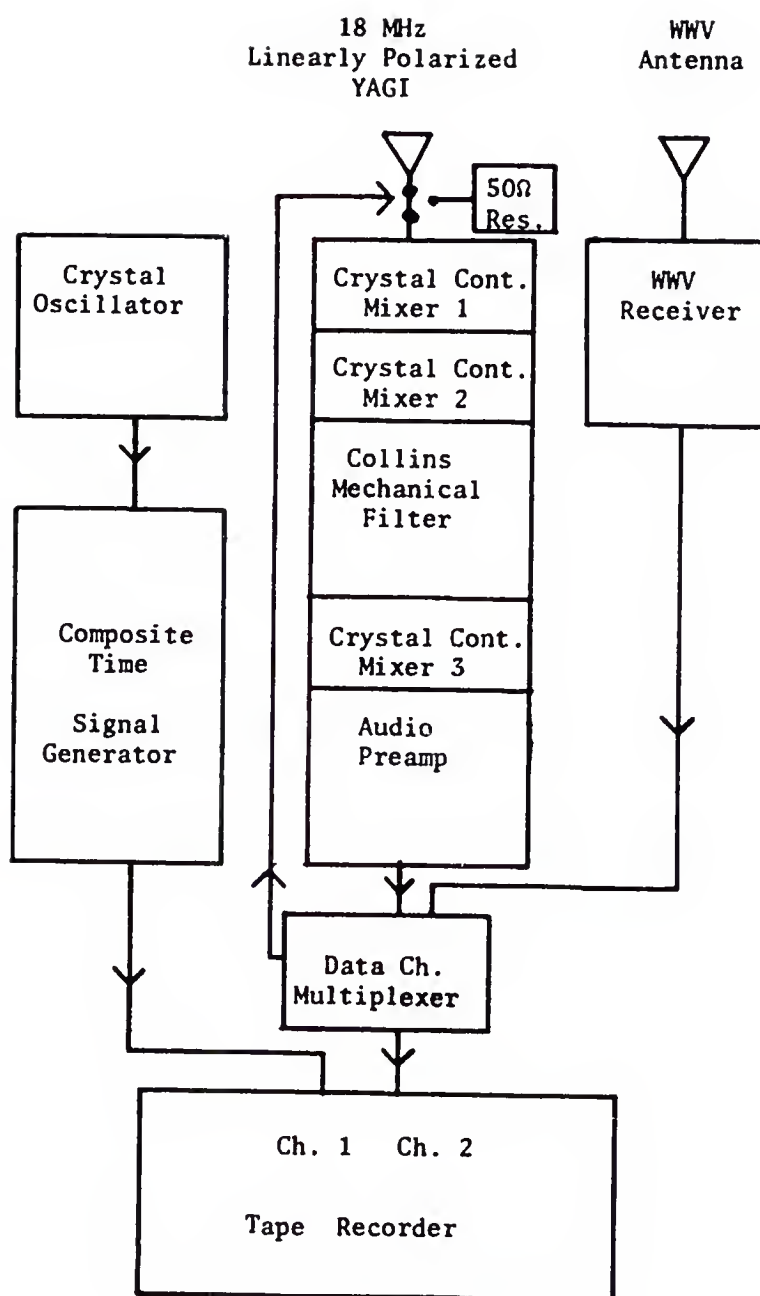 18 MHz
Linearly Polarized
YAGI
WWV
Antenna
50Ω
Res.
Crystal
Oscillator
Crystal Cont.
Mixer 1
WWV
Receiver
Crystal Cont.
Mixer 2
Collins
Mechanical
Filter
Composite
Time
Signal
Generator
Crystal Cont.
Mixer 3
Audio
Preamp
Data Ch.
Multiplexer
Ch. 1 Ch. 2
Tape Recorder